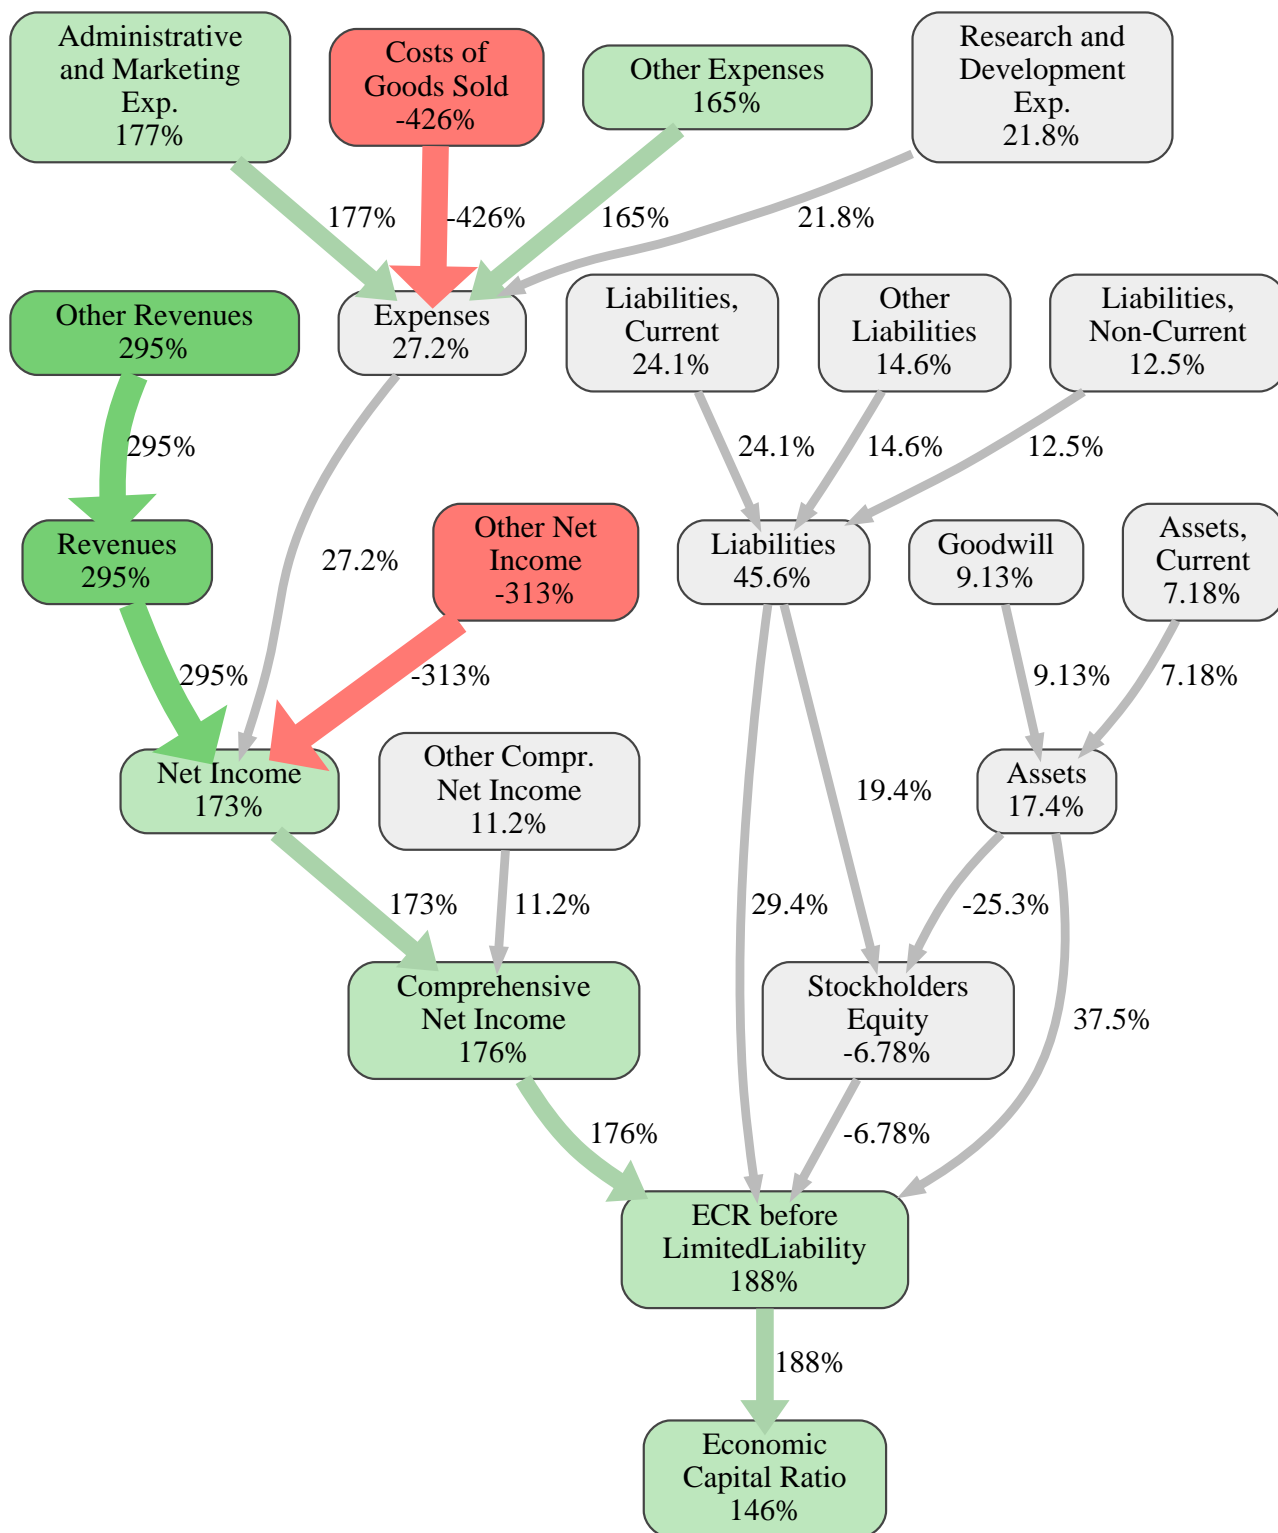 Administrative
and Marketing
Exp.
177%
Costs of
Goods Sold
-426%
Other Expenses
165%
Research and
Development
Exp.
21.8%
177%
-426%
165%
21.8%
Other Revenues
295%
Expenses
27.2%
Liabilities,
Current
24.1%
Other
Liabilities
14.6%
Liabilities,
Non-Current
12.5%
295%
24.1%
14.6%
12.5%
Revenues
295%
27.2%
Other Net
Income
-313%
Liabilities
45.6%
Goodwill
9.13%
Assets,
Current
7.18%
295%
-313%
9.13%
7.18%
Net Income
173%
Other Compr.
Net Income
11.2%
19.4%
Assets
17.4%
173%
11.2%
29.4%
-25.3%
Comprehensive
Net Income
176%
Stockholders
Equity
-6.78%
37.5%
176%
-6.78%
ECR before
LimitedLiability
188%
188%
Economic
Capital Ratio
146%